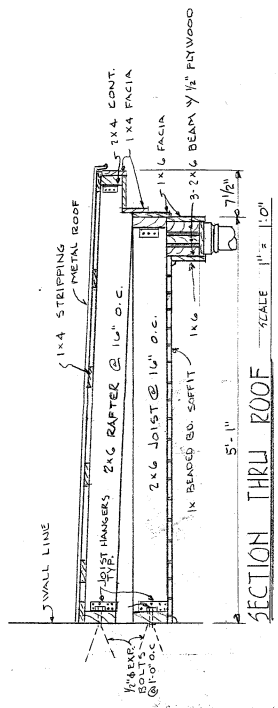 WALL LINE
1x4 STRIPPING
METAL ROOF
2x4 CONT.
1x4 FACIA
JOIST HANGERS
TYP.
2x6 RAFTER @ 16" O.C.
1x6 FACIA
2x6 JOIST @ 16" O.C.
3-2x6 BEAM W/ 1/2" PLYWOOD
1/2"ø EXP.
BOLTS
@ 1'-0" O.C
1x6
1x BEADED BD. SOFFIT
5'-1"
7 1/2"
SECTION THRU ROOF
SCALE 1" = 1'-0"